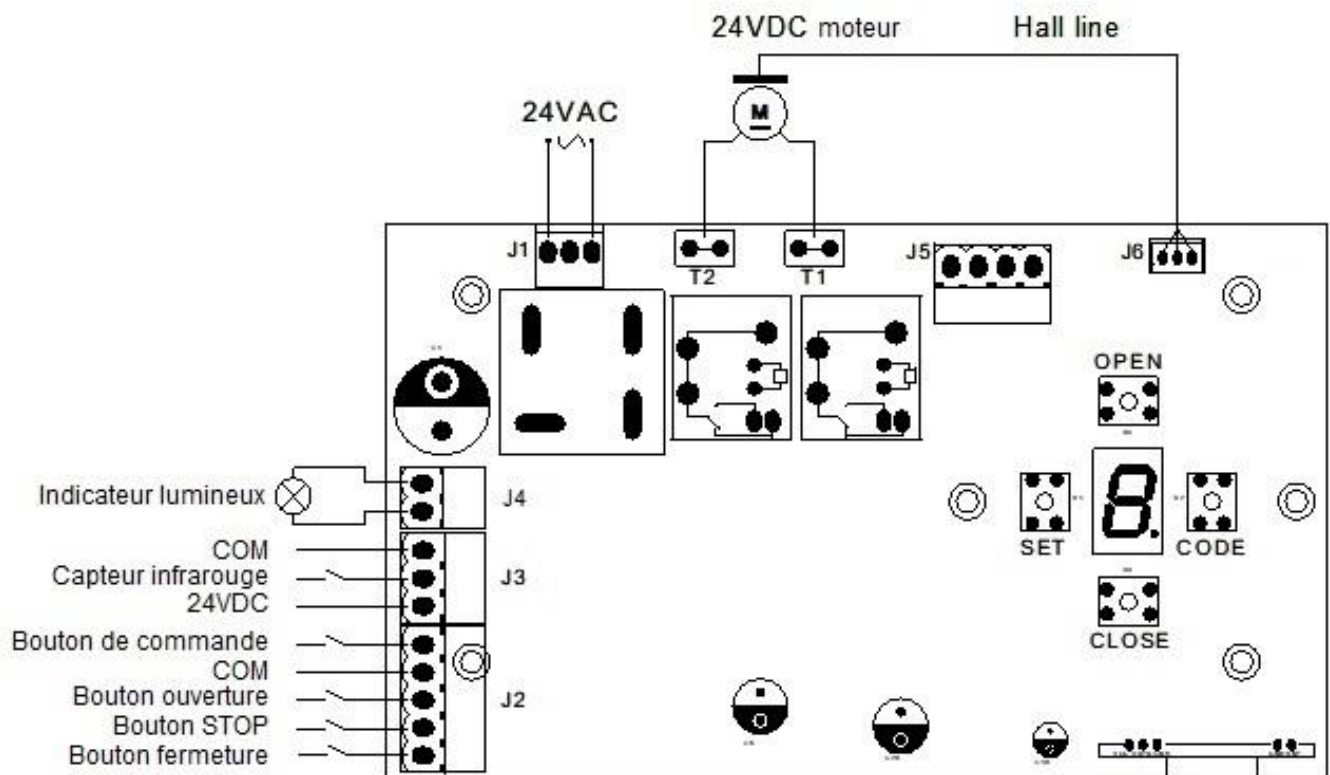 24VDC moteur
Hall line
M
24VAC
J1
T2
T1
J5
J6
OPEN
Indicateur lumineux
J4
8.
SET
CODE
COM
Capteur infrarouge
J3
24VDC
CLOSE
Bouton de commande
COM
Bouton ouverture
J2
Bouton STOP
Bouton fermeture